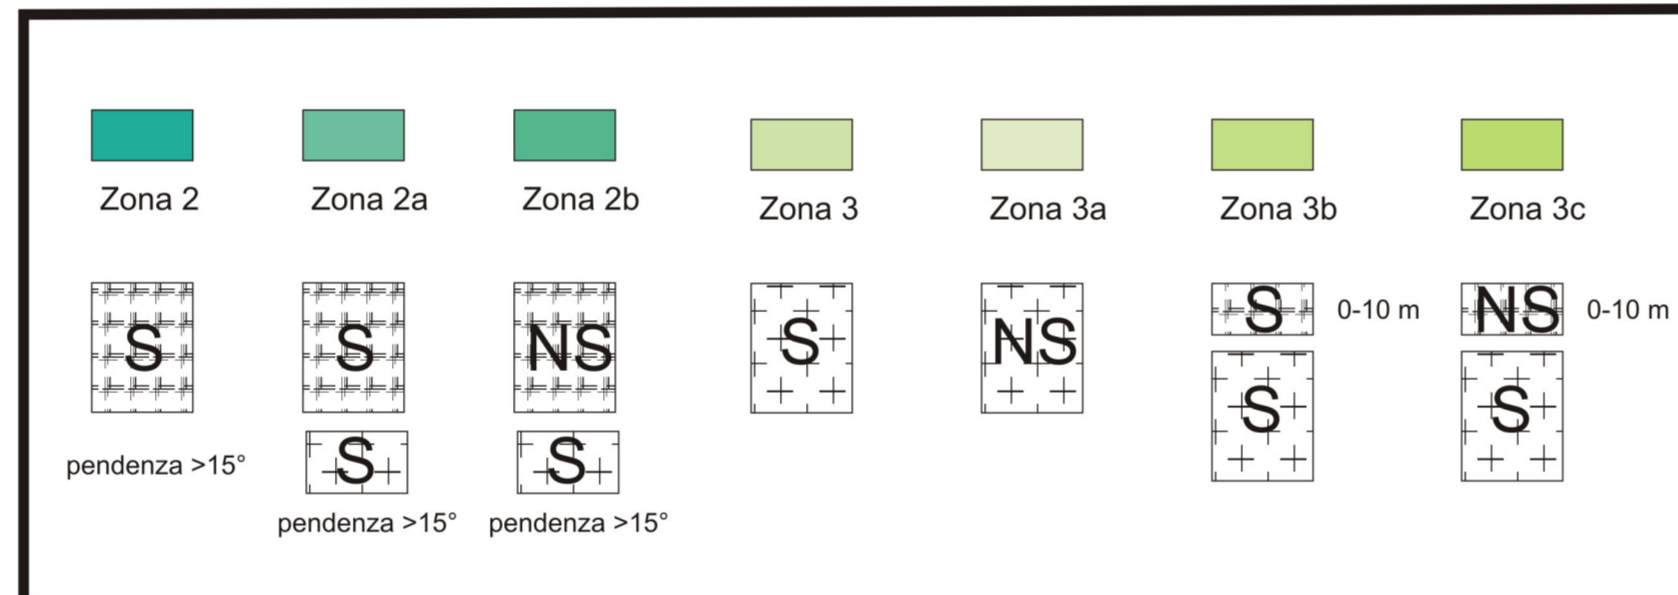 Zona 2
Zona 2a
Zona 2b
Zona 3
Zona 3a
Zona 3b
Zona 3c
S
S
NS
S
NS
S
0-10 m
NS
0-10 m
S
S
S
S
pendenza >15°
pendenza >15°
pendenza >15°